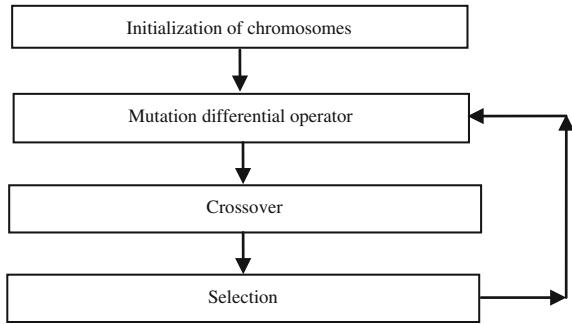 Initialization of chromosomes
Mutation differential operator
Crossover
Selection